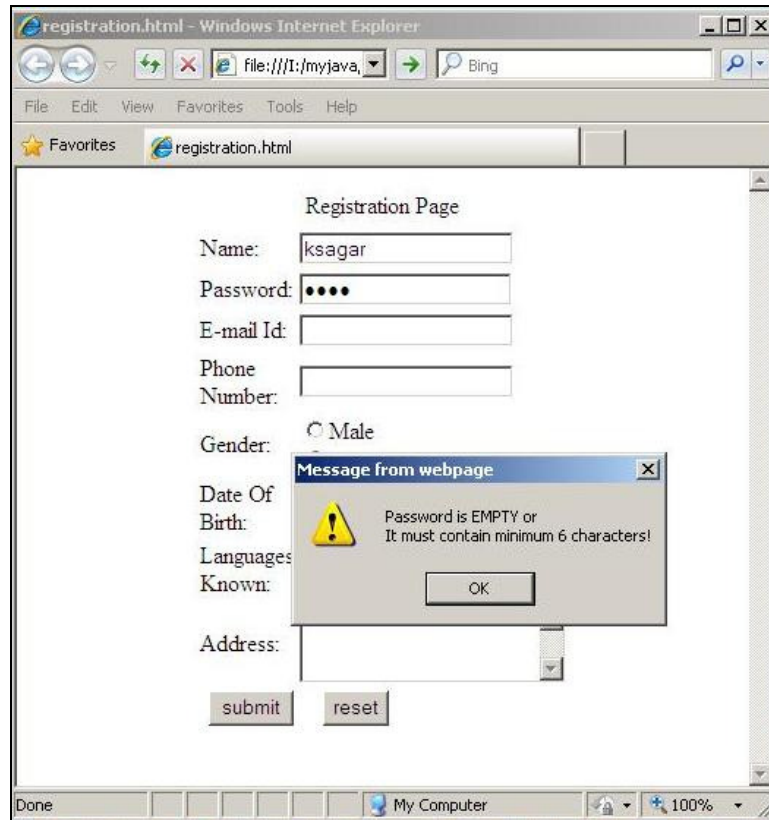 registration.html - Windows Internet Explorer
file:///I:/myjava,
Bing
File Edit View Favorites Tools Help
Favorites
registration.html
Registration Page
Name: ksagar
Password: ••••
E-mail Id:
Phone
Number:
Gender: Male
Message from webpage
Date Of
Birth:
Password is EMPTY or
It must contain minimum 6 characters!
Languages
Known:
OK
Address:
submit reset
Done My Computer 100%